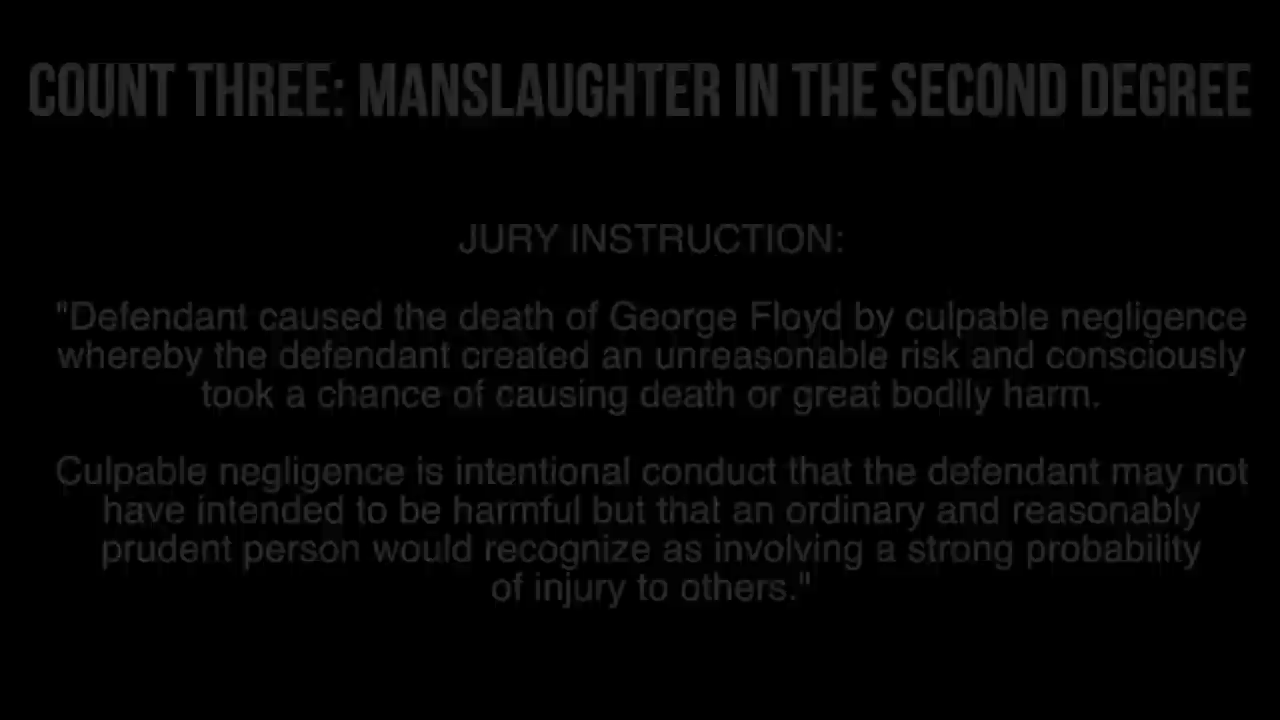 COUNT THREE: MANSLAUGHTER IN THE SECOND DEGREE
JURY INSTRUCTION:
"Defendant caused the death of George Floyd by culpable negligence
whereby the defendant created an unreasonable risk and consciously
took a chance of causing death or great bodily harm.
Culpable negligence is intentional conduct that the defendant may not
have intended to be harmful but that an ordinary and reasonably
prudent person would recognize as involving a strong probability
of injury to others."